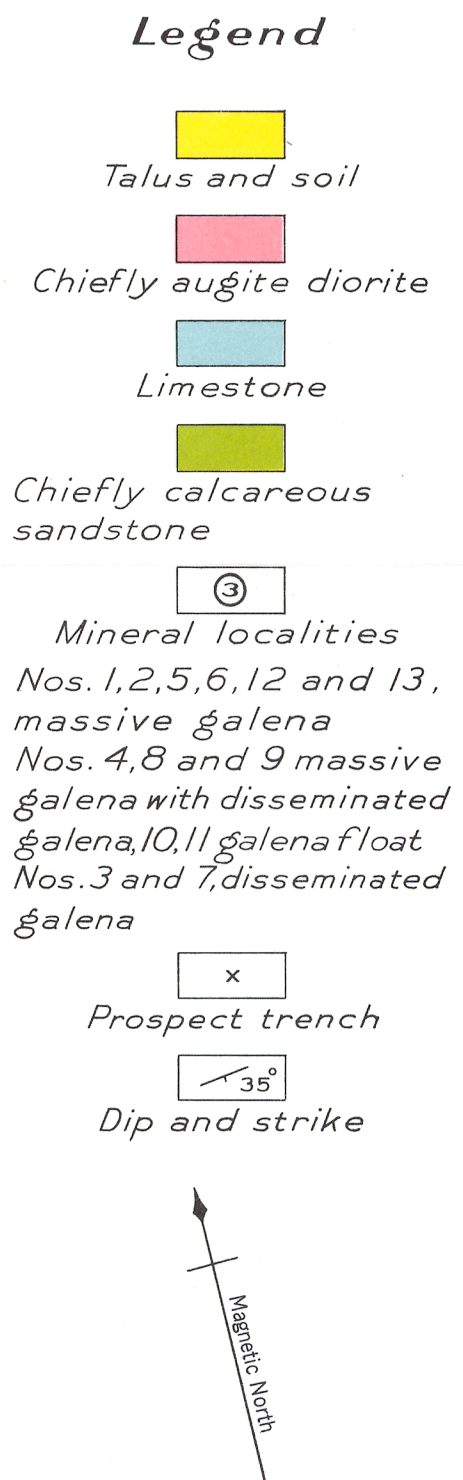 Legend
Talus and soil
Chiefly augite diorite
Limestone
Chiefly calcareous
sandstone
3
Mineral localities
Nos. 1,2,5,6,12 and 13,
massive galena
Nos. 4,8 and 9 massive
galena with disseminated
galena,10,11 galena float
Nos. 3 and 7, disseminated
galena
x
Prospect trench
35°
Dip and strike
Magnetic North